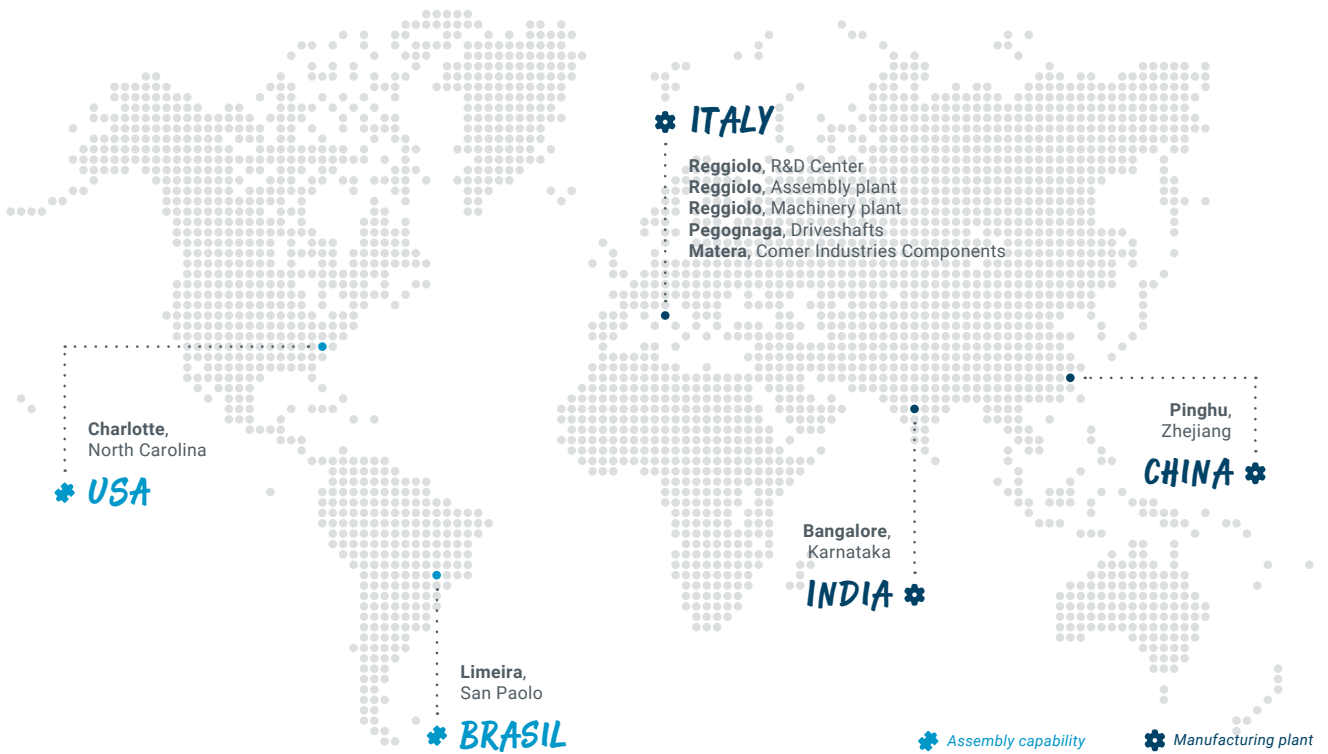 ITALY
Reggiolo, R&D Center
Reggiolo, Assembly plant
Reggiolo, Machinery plant
Pegognaga, Driveshafts
Matera, Comer Industries Components
Charlotte,
North Carolina
USA
Pinghu,
Zhejiang
CHINA
Bangalore,
Karnataka
INDIA
Limeira,
San Paolo
BRASIL
Assembly capability
Manufacturing plant